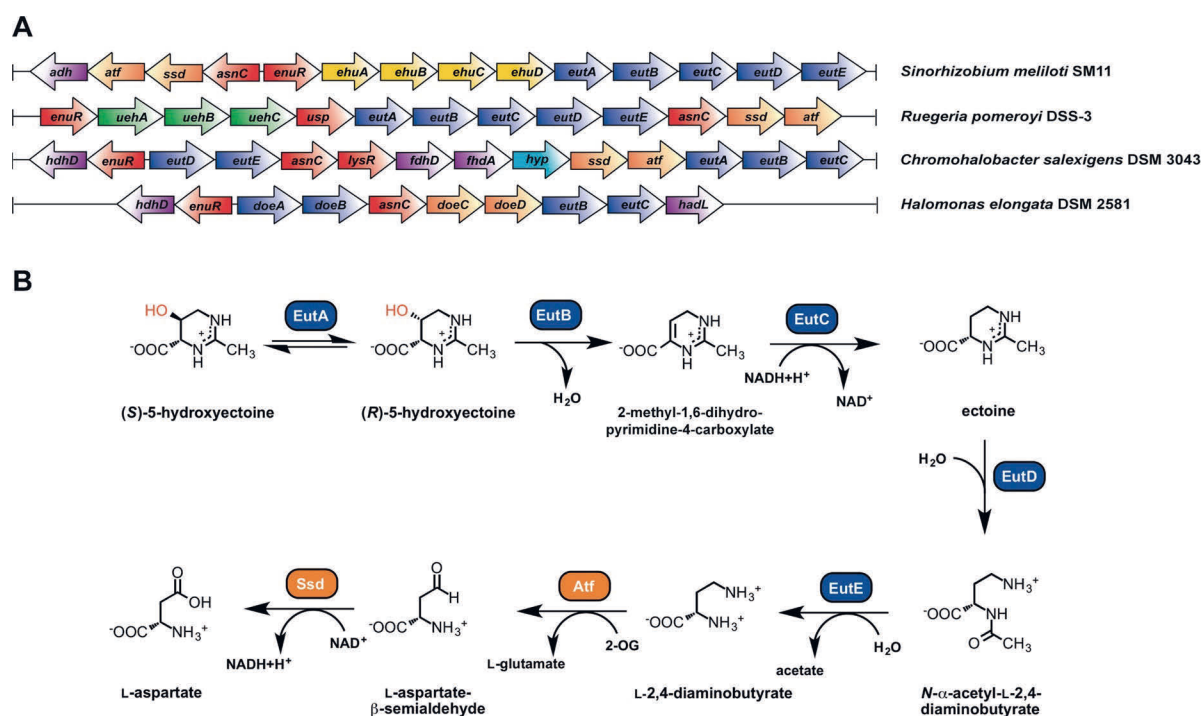 A
adh atf ssd asnC enuR ehuA ehuB ehuC ehuD eutA eutB eutC eutD eutE Sinorhizobium meliloti SM11
enuR uehA uehB uehC usp eutA eutB eutC eutD eutE asnC ssd atf Ruegeria pomeroyi DSS-3
hdhD enuR eutD eutE asnC lysR fdhD fhdA hyp ssd atf eutA eutB eutC Chromohalobacter salexigens DSM 3043
hdhD enuR doeA doeB asnC doeC doeD eutB eutC hadL Halomonas elongata DSM 2581
B
HO NH -OOC N H + CH3
EutA
HO NH -OOC N H + CH3
EutB
H2O
NH -OOC N H + CH3
EutC
NADH+H+
NAD+
NH -OOC N H + CH3
(S)-5-hydroxyectoine
(R)-5-hydroxyectoine
2-methyl-1,6-dihydro-
pyrimidine-4-carboxylate
ectoine
H2O
EutD
O OH -OOC NH3+
Ssd
NAD+
NADH+H+
O H -OOC NH3+
Atf
2-OG
L-glutamate
NH3+ -OOC NH3+
EutE
H2O
acetate
NH3+ -OOC NH O CH3
L-aspartate
L-aspartate-
β-semialdehyde
L-2,4-diaminobutyrate
N-α-acetyl-L-2,4-
diaminobutyrate